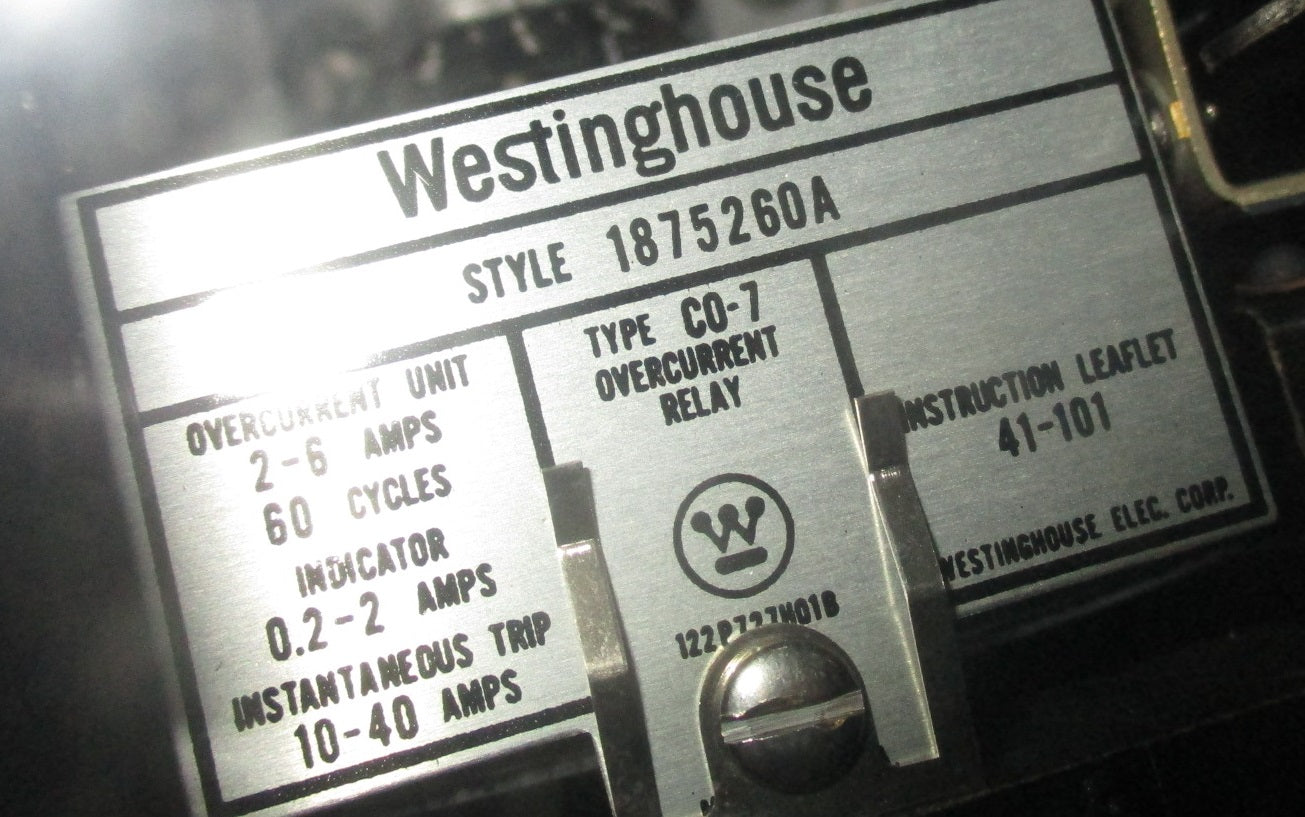 Westinghouse
STYLE 1875260A
OVERCURRENT UNIT
2-6 AMPS
60 CYCLES
INDICATOR
0.2-2 AMPS
INSTANTANEOUS TRIP
10-40 AMPS
TYPE CO-7
OVERCURRENT
RELAY
W
INSTRUCTION LEAFLET
41-101
WESTINGHOUSE ELEC. CORP.